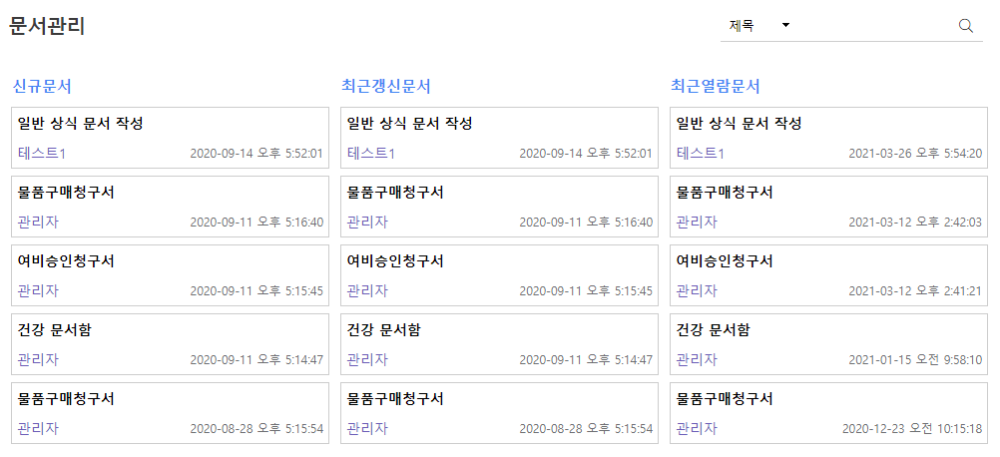 문서관리
제목
신규문서
일반 상식 문서 작성
테스트1 2020-09-14 오후 5:52:01
물품구매청구서
관리자 2020-09-11 오후 5:16:40
여비승인청구서
관리자 2020-09-11 오후 5:15:45
건강 문서함
관리자 2020-09-11 오후 5:14:47
물품구매청구서
관리자 2020-08-28 오후 5:15:54
최근갱신문서
일반 상식 문서 작성
테스트1 2020-09-14 오후 5:52:01
물품구매청구서
관리자 2020-09-11 오후 5:16:40
여비승인청구서
관리자 2020-09-11 오후 5:15:45
건강 문서함
관리자 2020-09-11 오후 5:14:47
물품구매청구서
관리자 2020-08-28 오후 5:15:54
최근열람문서
일반 상식 문서 작성
테스트1 2021-03-26 오후 5:54:20
물품구매청구서
관리자 2021-03-12 오후 2:42:03
여비승인청구서
관리자 2021-03-12 오후 2:41:21
건강 문서함
관리자 2021-01-15 오전 9:58:10
물품구매청구서
관리자 2020-12-23 오전 10:15:18